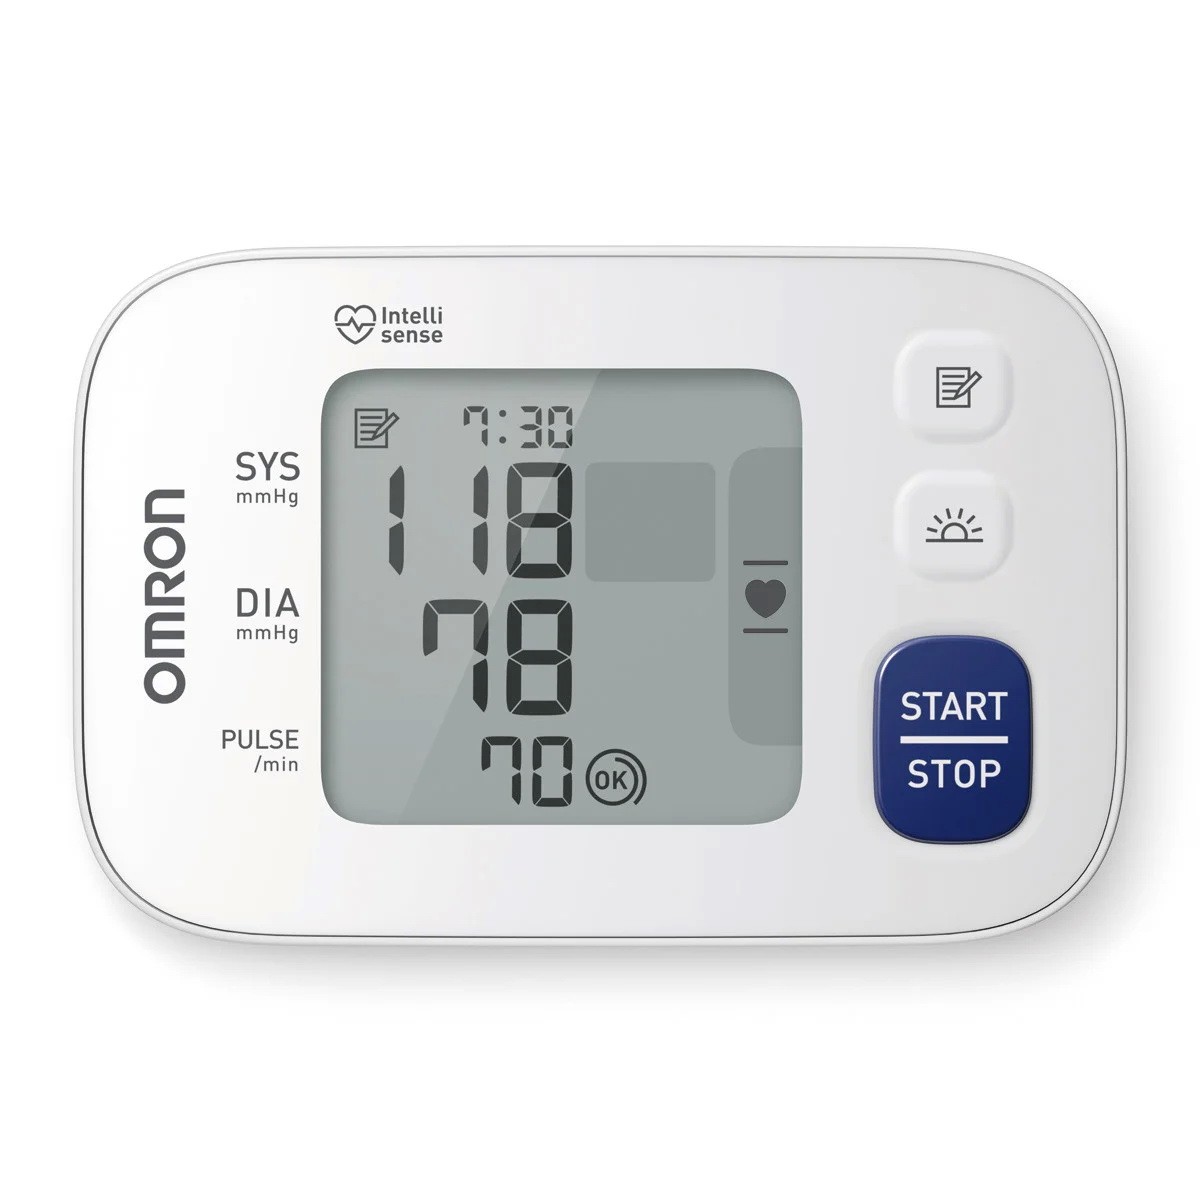 Intelli
sense
7:30
SYS
mmHg
118
DIA
mmHg
78
PULSE
/min
70
OK
OMRON
START
STOP